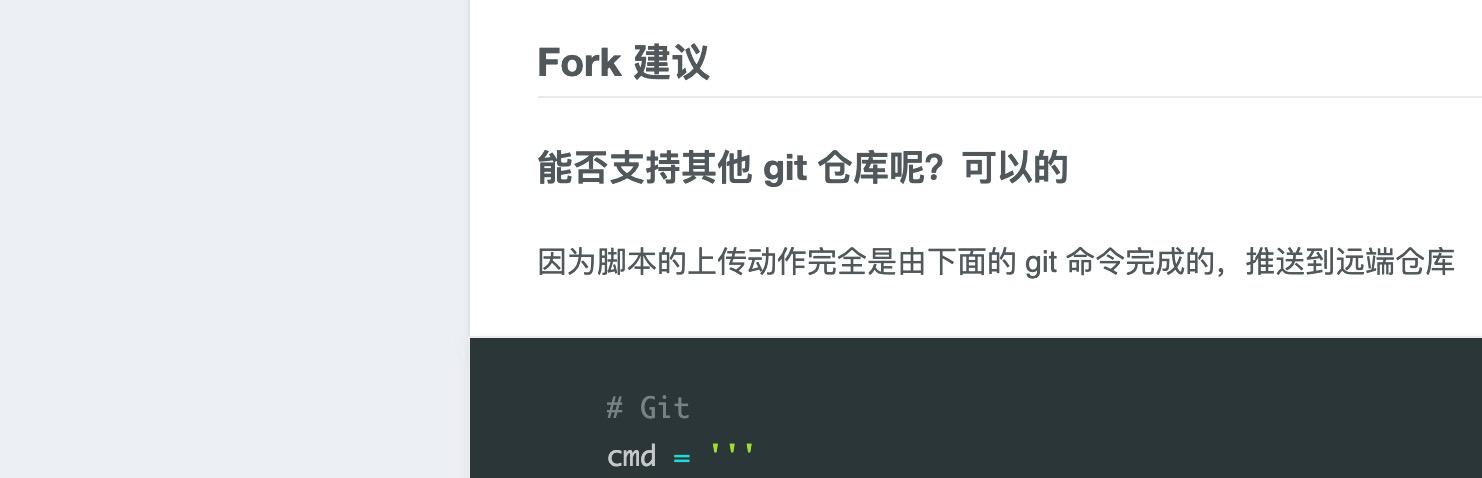 Fork 建议
能否支持其他 git 仓库呢？可以的
因为脚本的上传动作完全是由下面的 git 命令完成的，推送到远端仓库
# Git
cmd = '''